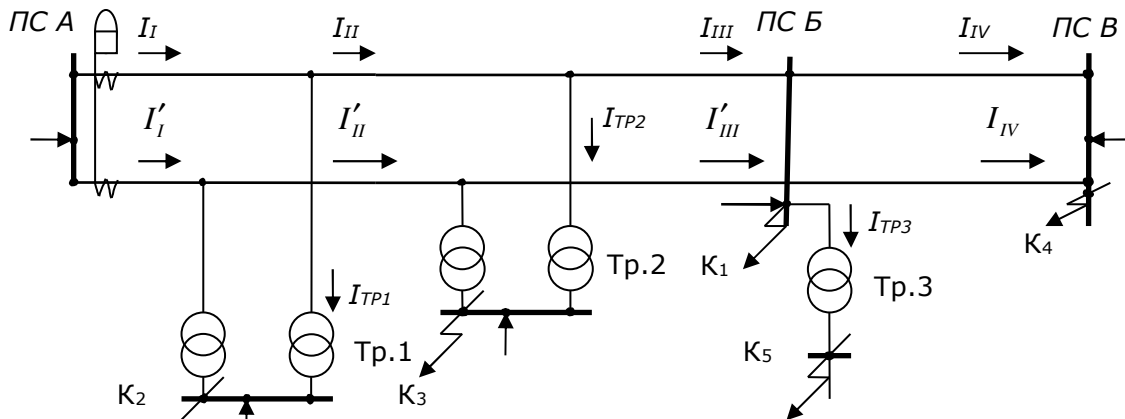 ПС А I_I I_II I_III ПС Б I_IV ПС В
I'_I I'_II I_ТР2 I'_III I_IV
К₁ I_ТР3 К₄
Тр.2 Тр.3
I_ТР1
Тр.1 К₅
К₂ К₃